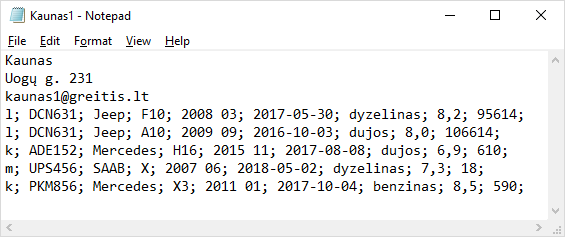 Kaunas1 - Notepad
File Edit Format View Help
Kaunas
Uogų g. 231
kaunas1@greitis.lt
l; DCN631; Jeep; F10; 2008 03; 2017-05-30; dyzelinas; 8,2; 95614;
l; DCN631; Jeep; A10; 2009 09; 2016-10-03; dujos; 8,0; 106614;
k; ADE152; Mercedes; H16; 2015 11; 2017-08-08; dujos; 6,9; 610;
m; UPS456; SAAB; X; 2007 06; 2018-05-02; dyzelinas; 7,3; 18;
k; PKM856; Mercedes; X3; 2011 01; 2017-10-04; benzinas; 8,5; 590;